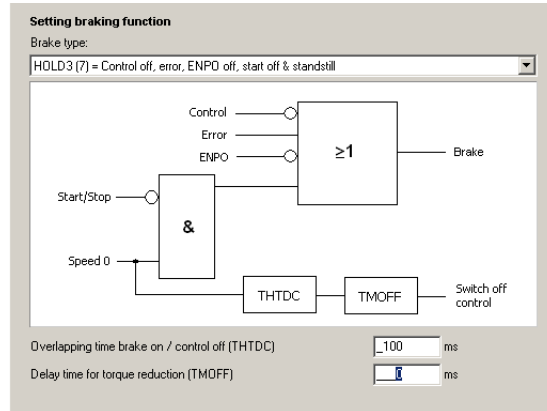 Setting braking function
Brake type:
HOLD3 (7) = Control off, error, ENPO off, start off & standstill
Control
Error
ENPO
≥1
Brake
Start/Stop
&
Speed 0
THTDC
TMOFF
Switch off
control
Overlapping time brake on / control off (THTDC)
_100 ms
Delay time for torque reduction (TMOFF)
___0 ms